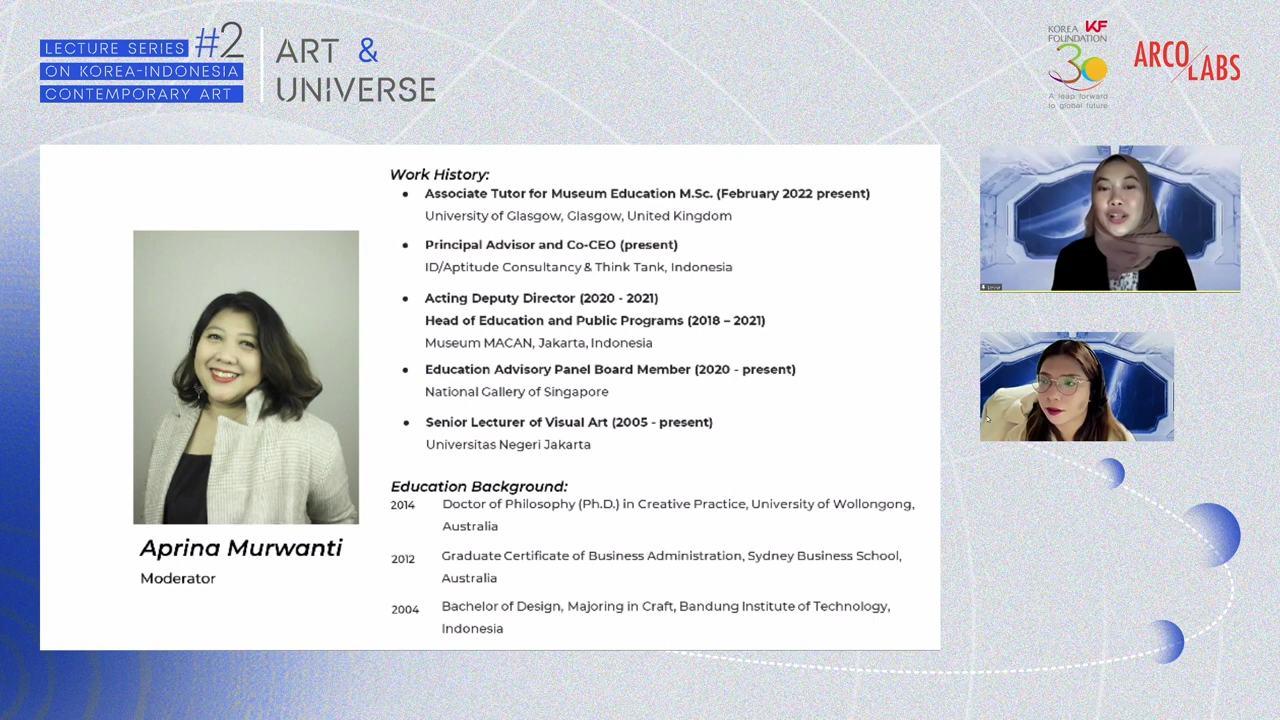 LECTURE SERIES #2
ON KOREA-INDONESIA
CONTEMPORARY ART
ART &
UNIVERSE
KOREA KF
FOUNDATION
30
A leap forward
to global future
ARCO
LABS
Work History:
• Associate Tutor for Museum Education M.Sc. (February 2022 present)
University of Glasgow, Glasgow, United Kingdom
• Principal Advisor and Co-CEO (present)
ID/Aptitude Consultancy & Think Tank, Indonesia
• Acting Deputy Director (2020 - 2021)
Head of Education and Public Programs (2018 – 2021)
Museum MACAN, Jakarta, Indonesia
• Education Advisory Panel Board Member (2020 - present)
National Gallery of Singapore
• Senior Lecturer of Visual Art (2005 - present)
Universitas Negeri Jakarta
Education Background:
2014 Doctor of Philosophy (Ph.D.) in Creative Practice, University of Wollongong,
Australia
2012 Graduate Certificate of Business Administration, Sydney Business School,
Australia
2004 Bachelor of Design, Majoring in Craft, Bandung Institute of Technology,
Indonesia
Aprina Murwanti
Moderator